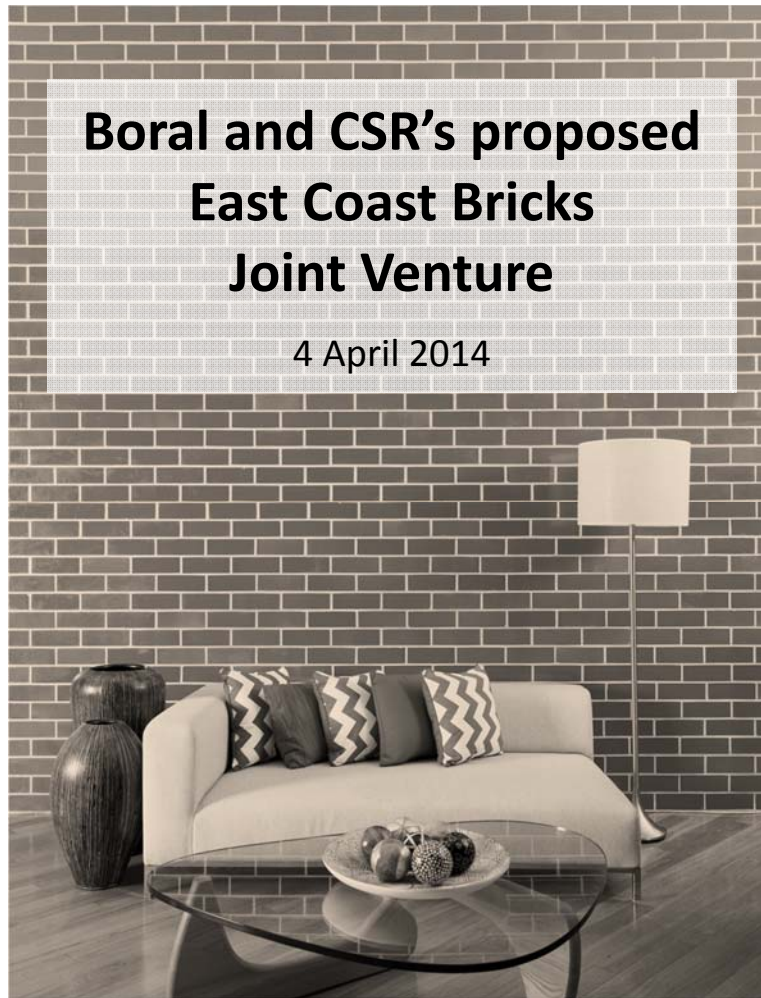 Boral and CSR’s proposed
East Coast Bricks
Joint Venture
4 April 2014